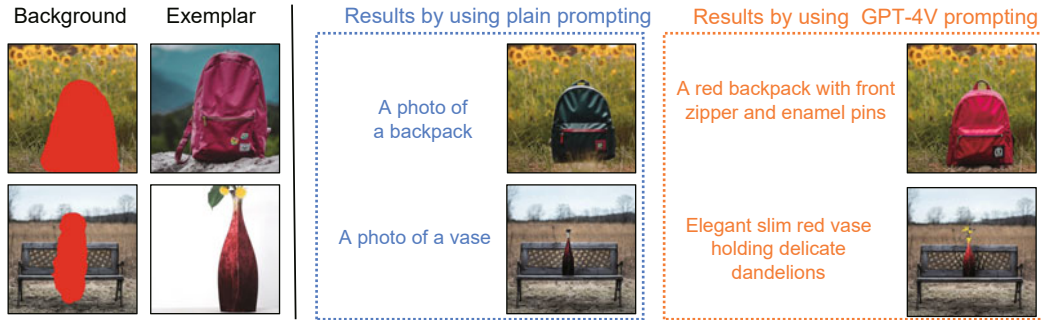 Background
Exemplar
Results by using plain prompting
Results by using GPT-4V prompting
A photo of
a backpack
A red backpack with front
zipper and enamel pins
A photo of a vase
Elegant slim red vase
holding delicate
dandelions